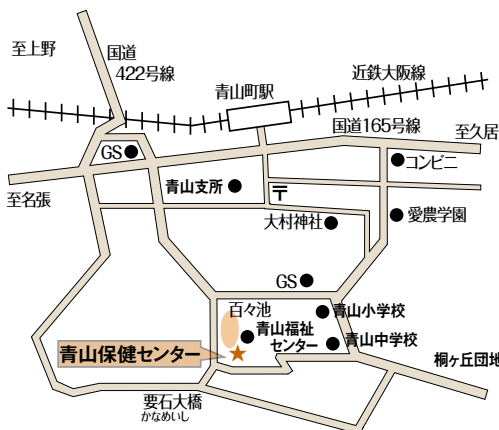 至上野
国道
422号線
青山町駅
近鉄大阪線
国道165号線
至久居
GS
コンビニ
至名張
青山支所
〒
大村神社
愛農学園
GS
百々池
青山小学校
青山福祉
センター
青山中学校
青山保健センター
桐ヶ丘団地
要石大橋
かなめいし